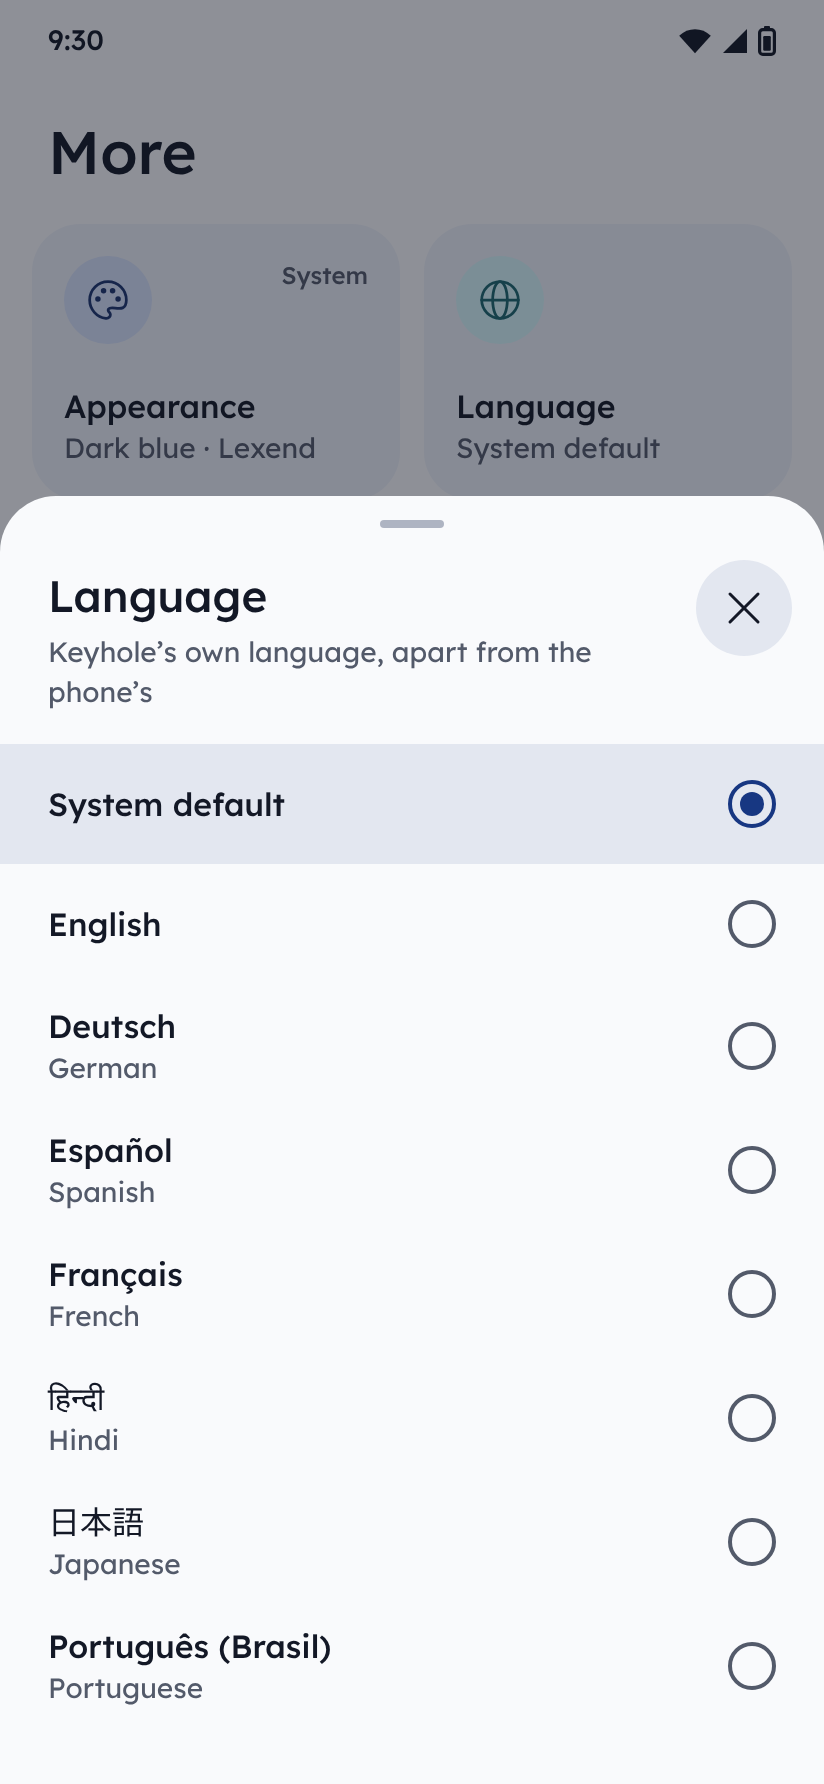 9:30
More
System
Appearance
Dark blue · Lexend
Language
System default
Language
Keyhole’s own language, apart from the
phone’s
System default
English
Deutsch
German
Español
Spanish
Français
French
हिन्दी
Hindi
日本語
Japanese
Português (Brasil)
Portuguese